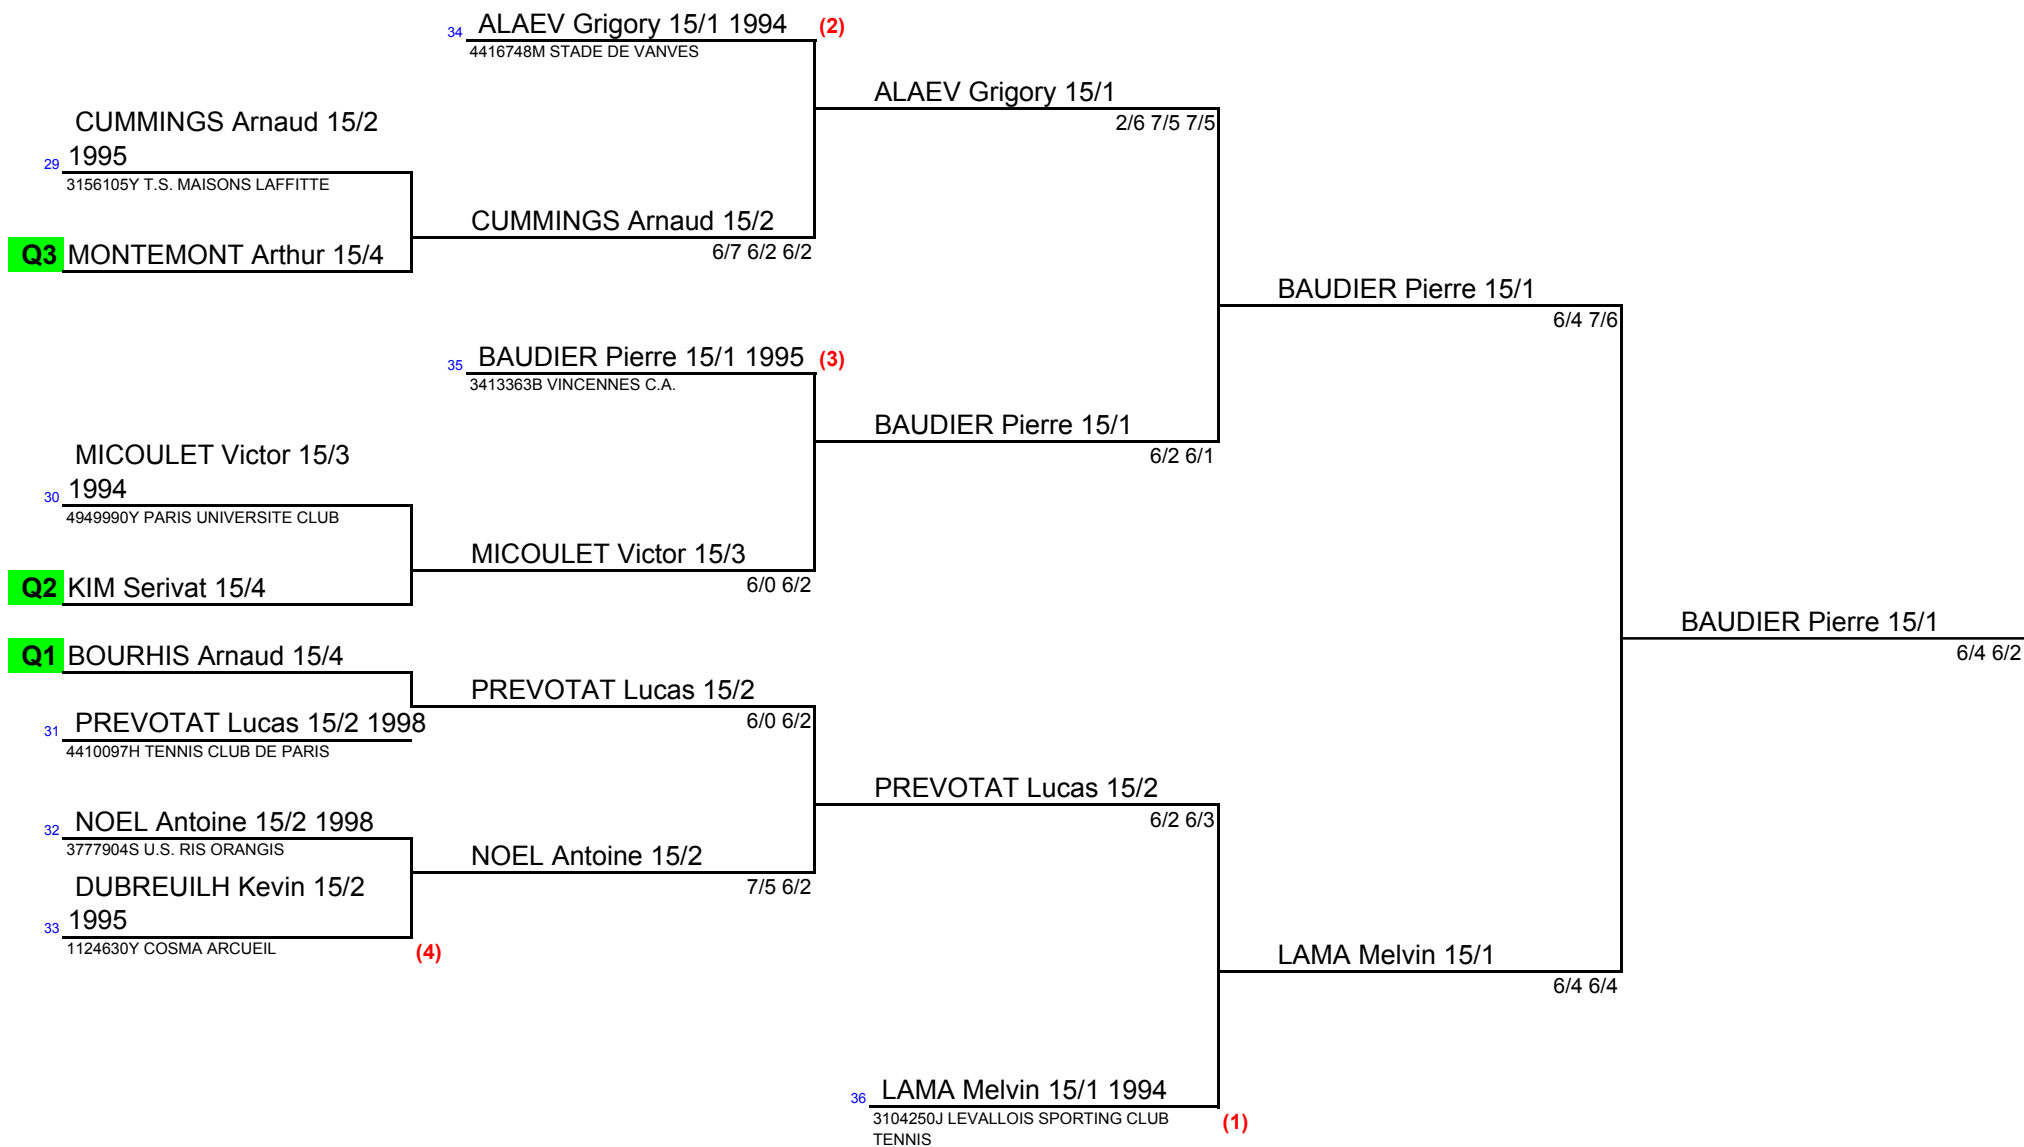 34 ALAEV Grigory 15/1 1994 (2)
4416748M STADE DE VANVES
ALAEV Grigory 15/1
2/6 7/5 7/5
CUMMINGS Arnaud 15/2
29 1995
3156105Y T.S. MAISONS LAFFITTE
CUMMINGS Arnaud 15/2
6/7 6/2 6/2
Q3 MONTEMONT Arthur 15/4
BAUDIER Pierre 15/1
6/4 7/6
35 BAUDIER Pierre 15/1 1995 (3)
3413363B VINCENNES C.A.
BAUDIER Pierre 15/1
6/2 6/1
MICOULET Victor 15/3
30 1994
4949990Y PARIS UNIVERSITE CLUB
MICOULET Victor 15/3
6/0 6/2
Q2 KIM Serivat 15/4
BAUDIER Pierre 15/1
6/4 6/2
Q1 BOURHIS Arnaud 15/4
PREVOTAT Lucas 15/2
6/0 6/2
31 PREVOTAT Lucas 15/2 1998
4410097H TENNIS CLUB DE PARIS
PREVOTAT Lucas 15/2
6/2 6/3
32 NOEL Antoine 15/2 1998
3777904S U.S. RIS ORANGIS
NOEL Antoine 15/2
7/5 6/2
DUBREUILH Kevin 15/2
33 1995
1124630Y COSMA ARCUEIL (4)
LAMA Melvin 15/1
6/4 6/4
36 LAMA Melvin 15/1 1994
3104250J LEVALLOIS SPORTING CLUB (1)
TENNIS